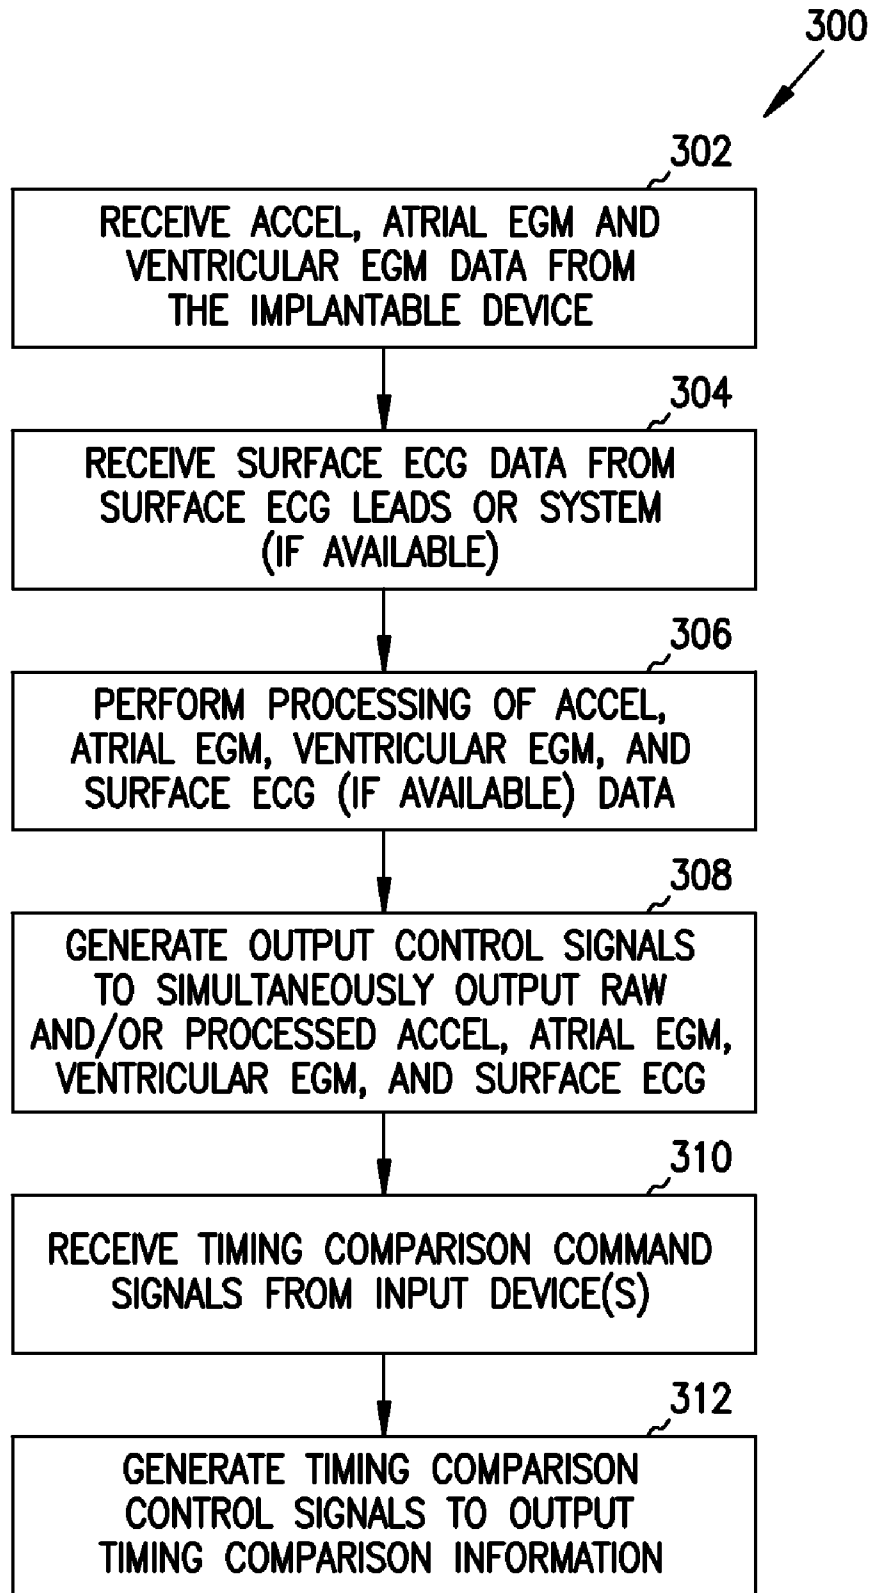 300
302
RECEIVE ACCEL, ATRIAL EGM AND
VENTRICULAR EGM DATA FROM
THE IMPLANTABLE DEVICE
304
RECEIVE SURFACE ECG DATA FROM
SURFACE ECG LEADS OR SYSTEM
(IF AVAILABLE)
306
PERFORM PROCESSING OF ACCEL,
ATRIAL EGM, VENTRICULAR EGM, AND
SURFACE ECG (IF AVAILABLE) DATA
308
GENERATE OUTPUT CONTROL SIGNALS
TO SIMULTANEOUSLY OUTPUT RAW
AND/OR PROCESSED ACCEL, ATRIAL EGM,
VENTRICULAR EGM, AND SURFACE ECG
310
RECEIVE TIMING COMPARISON COMMAND
SIGNALS FROM INPUT DEVICE(S)
312
GENERATE TIMING COMPARISON
CONTROL SIGNALS TO OUTPUT
TIMING COMPARISON INFORMATION